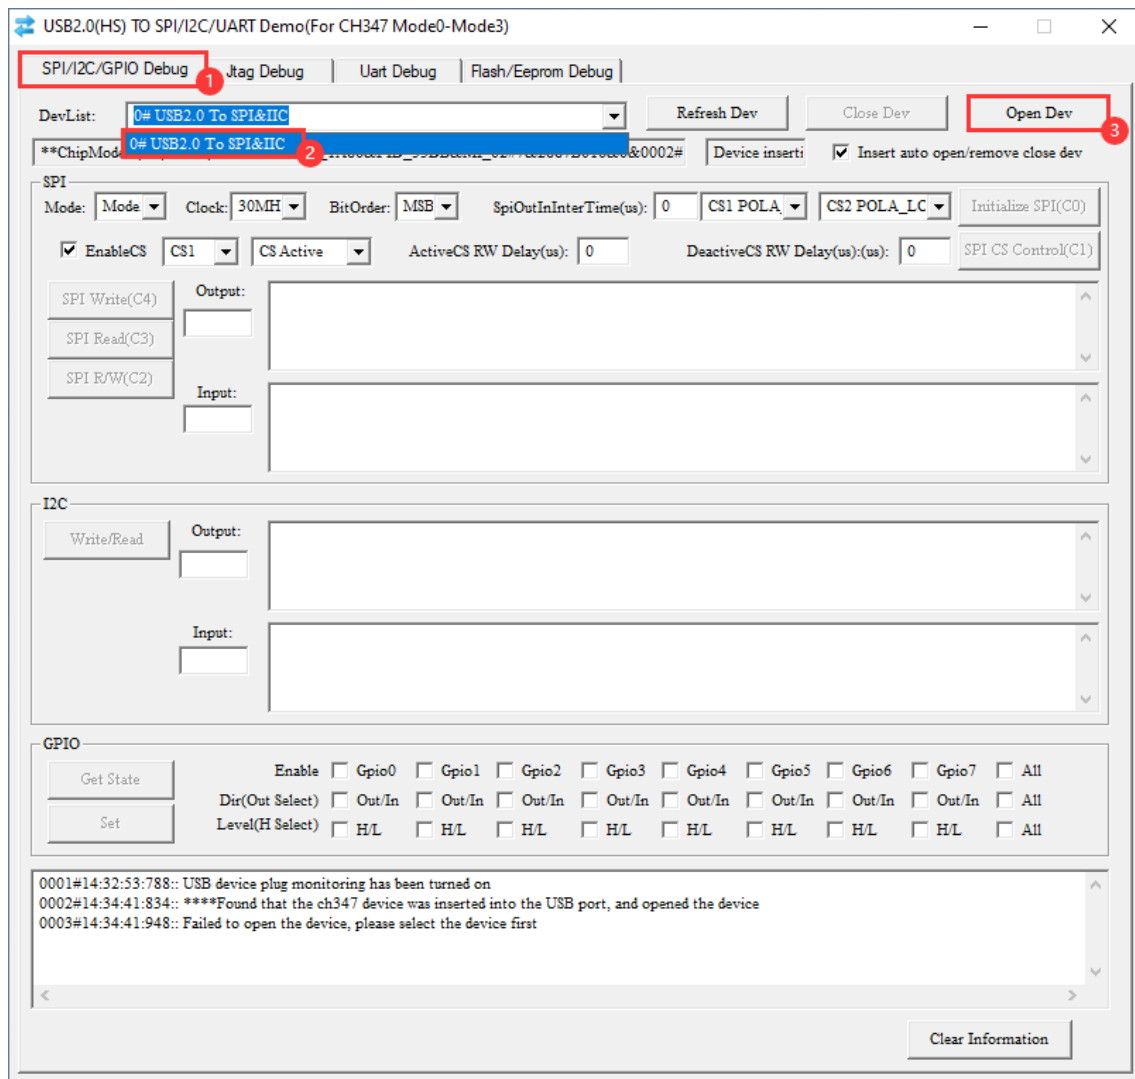 USB2.0(HS) TO SPI/I2C/UART Demo(For CH347 Mode0-Mode3)
SPI/I2C/GPIO Debug Jtag Debug Uart Debug Flash/Eeprom Debug
1
DevList: 0# USB2.0 To SPI&IIC Refresh Dev Close Dev Open Dev
3
0# USB2.0 To SPI&IIC
2
**ChipMod &0002# Device inserti Insert auto open/remove close dev
SPI
Mode: Mode Clock: 30MH BitOrder: MSB SpiOutInInterTime(us): 0 CS1 POLA_ CS2 POLA_LC Initialize SPI(C0)
EnableCS CS1 CS Active ActiveCS RW Delay(us): 0 DeactiveCS RW Delay(us):(us): 0 SPI CS Control(C1)
SPI Write(C4) Output:
SPI Read(C3)
SPI R/W(C2)
Input:
I2C
Write/Read Output:
Input:
GPIO
Get State
Set
Enable Gpio0 Gpio1 Gpio2 Gpio3 Gpio4 Gpio5 Gpio6 Gpio7 All
Dir(Out Select) Out/In Out/In Out/In Out/In Out/In Out/In Out/In Out/In All
Level(H Select) H/L H/L H/L H/L H/L H/L H/L H/L All
0001#14:32:53:788:: USB device plug monitoring has been turned on
0002#14:34:41:834:: ****Found that the ch347 device was inserted into the USB port, and opened the device
0003#14:34:41:948:: Failed to open the device, please select the device first
Clear Information